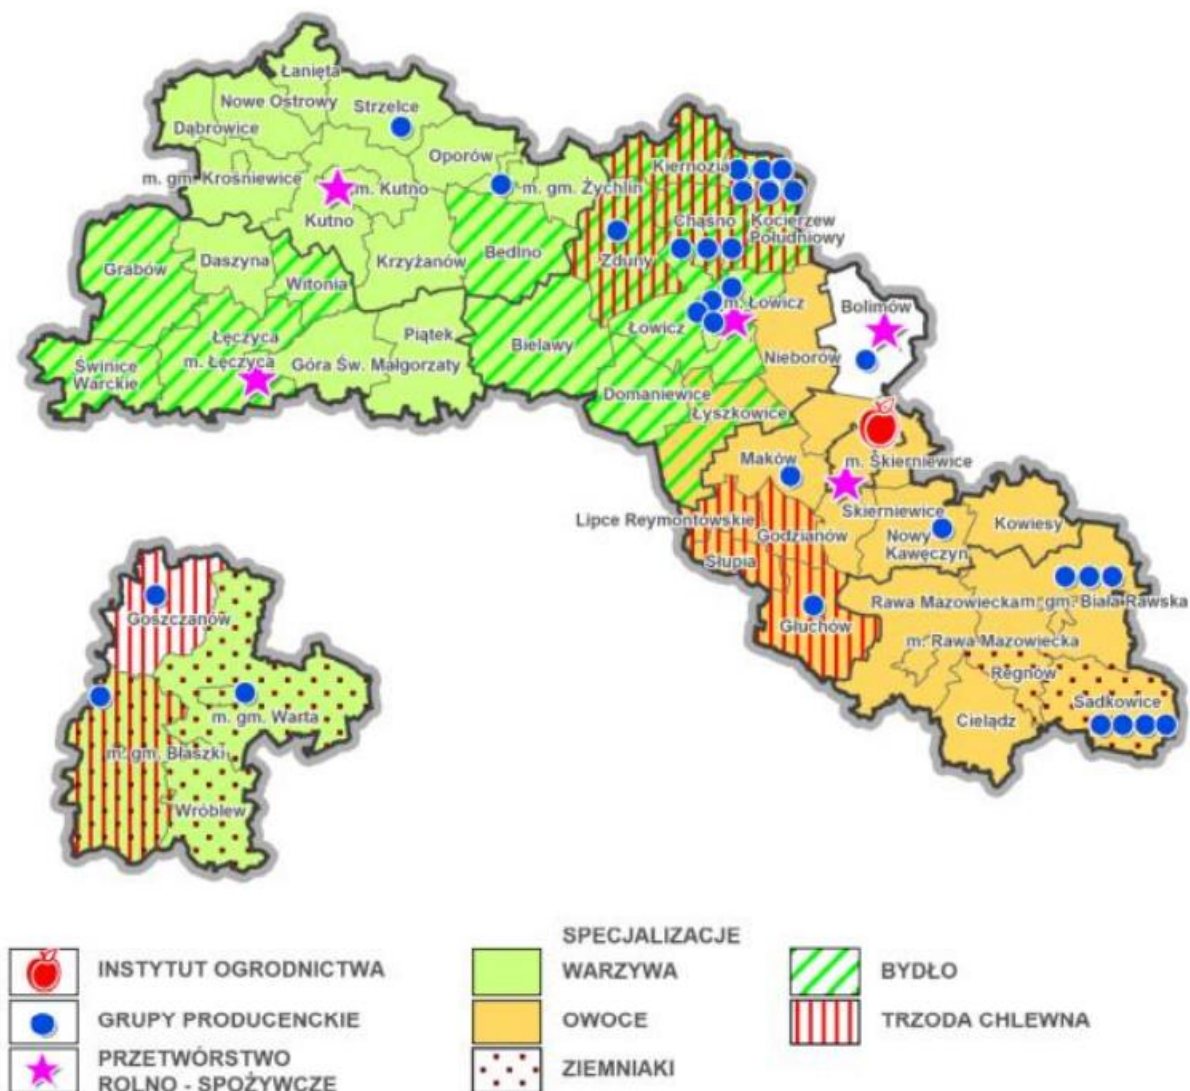 Łanięta
Nowe Ostrowy
Strzelce
Dąbrowice
Oporów
m. gm. Krośniewice
m. Kutno
m. gm. Żychlin
Kutno
Kiernozia
Chąsno
Kocierzew
Południowy
Bedlno
Zduny
Grabów
Daszyna
Krzyżanów
Witonia
m. Łowicz
Bolimów
Łęczyca
Piątek
Łowicz
Bielawy
m. Łęczyca
Góra Św. Małgorzaty
Nieborów
Świnice
Warckie
Domaniewice
Łyszkowice
Maków
m. Skierniewice
Skierniewice
Lipce Reymontowskie
Godzianów
Kowiesy
Nowy
Kawęczyn
Słupia
Rawa Mazowiecka
m. gm. Biała Rawska
Goszczanów
Głuchów
m. Rawa Mazowiecka
Regnów
Sadkowice
m. gm. Warta
Cielądz
m. gm. Błaszki
Wróblew
SPECJALIZACJE
INSTYTUT OGRODNICTWA
WARZYWA
BYDŁO
GRUPY PRODUCENCKIE
OWOCE
TRZODA CHLEWNA
PRZETWÓRSTWO
ROLNO - SPOŻYWCZE
ZIEMNIAKI